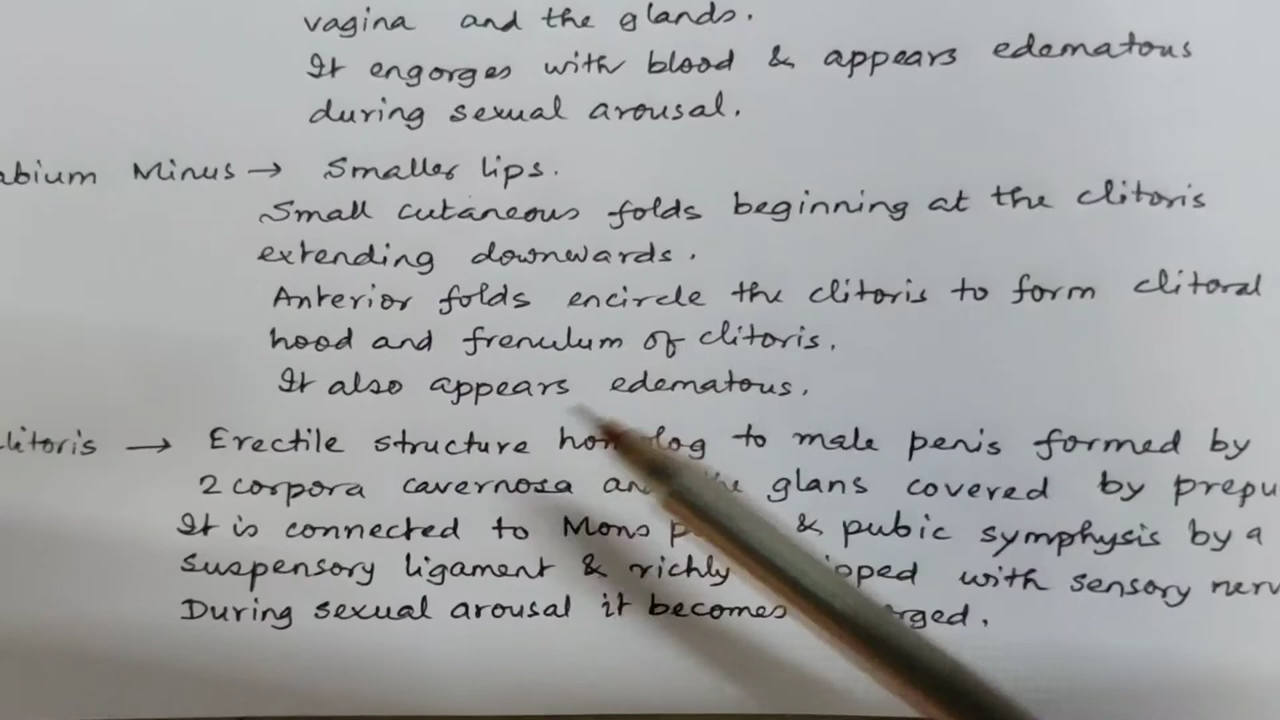 vagina and the glands.
It engorges with blood & appears edematous
during sexual arousal.
abium Minus → Smaller lips.
Small cutaneous folds beginning at the clitoris
extending downwards.
Anterior folds encircle the clitoris to form clitoral
hood and frenulum of clitoris.
It also appears edematous.
litoris → Erectile structure to male penis formed by
2 corpora cavernosa glans covered by prepu
It is connected to Mons & pubic symphysis by a
suspensory ligament & richly with sensory nerv
During sexual arousal it becomes